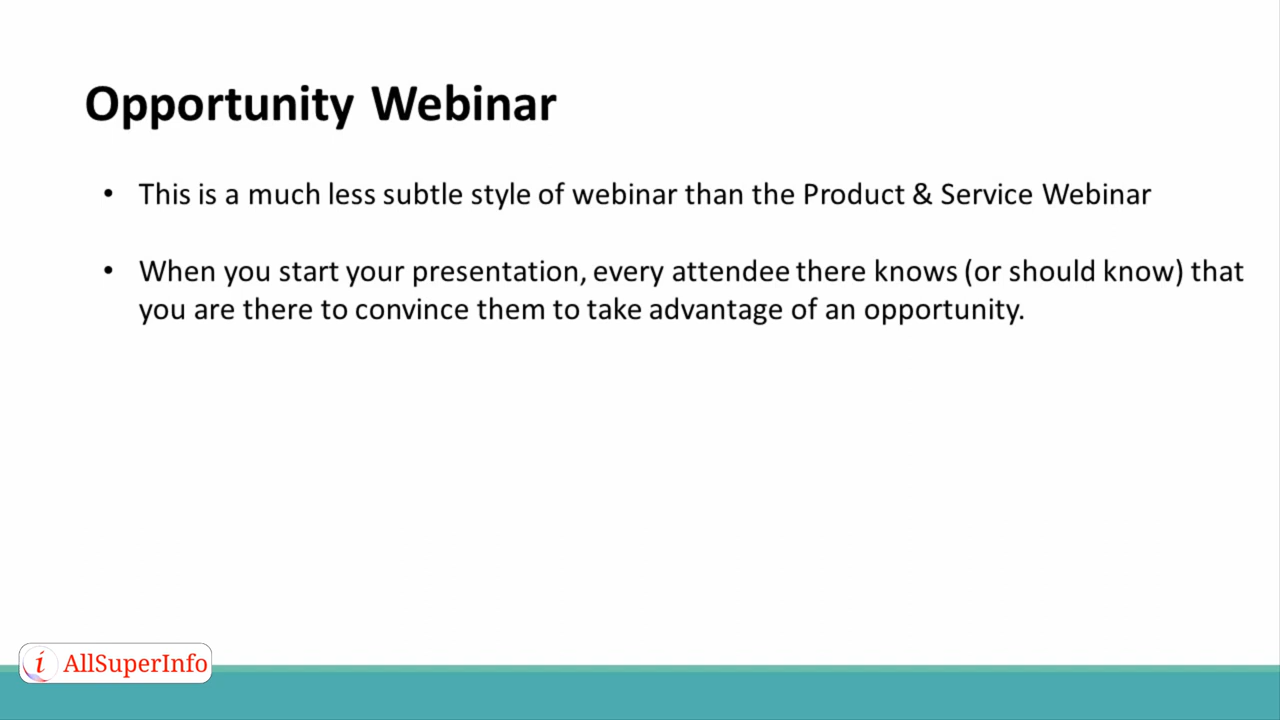 Opportunity Webinar
• This is a much less subtle style of webinar than the Product & Service Webinar
• When you start your presentation, every attendee there knows (or should know) that
you are there to convince them to take advantage of an opportunity.
i AllSuperInfo